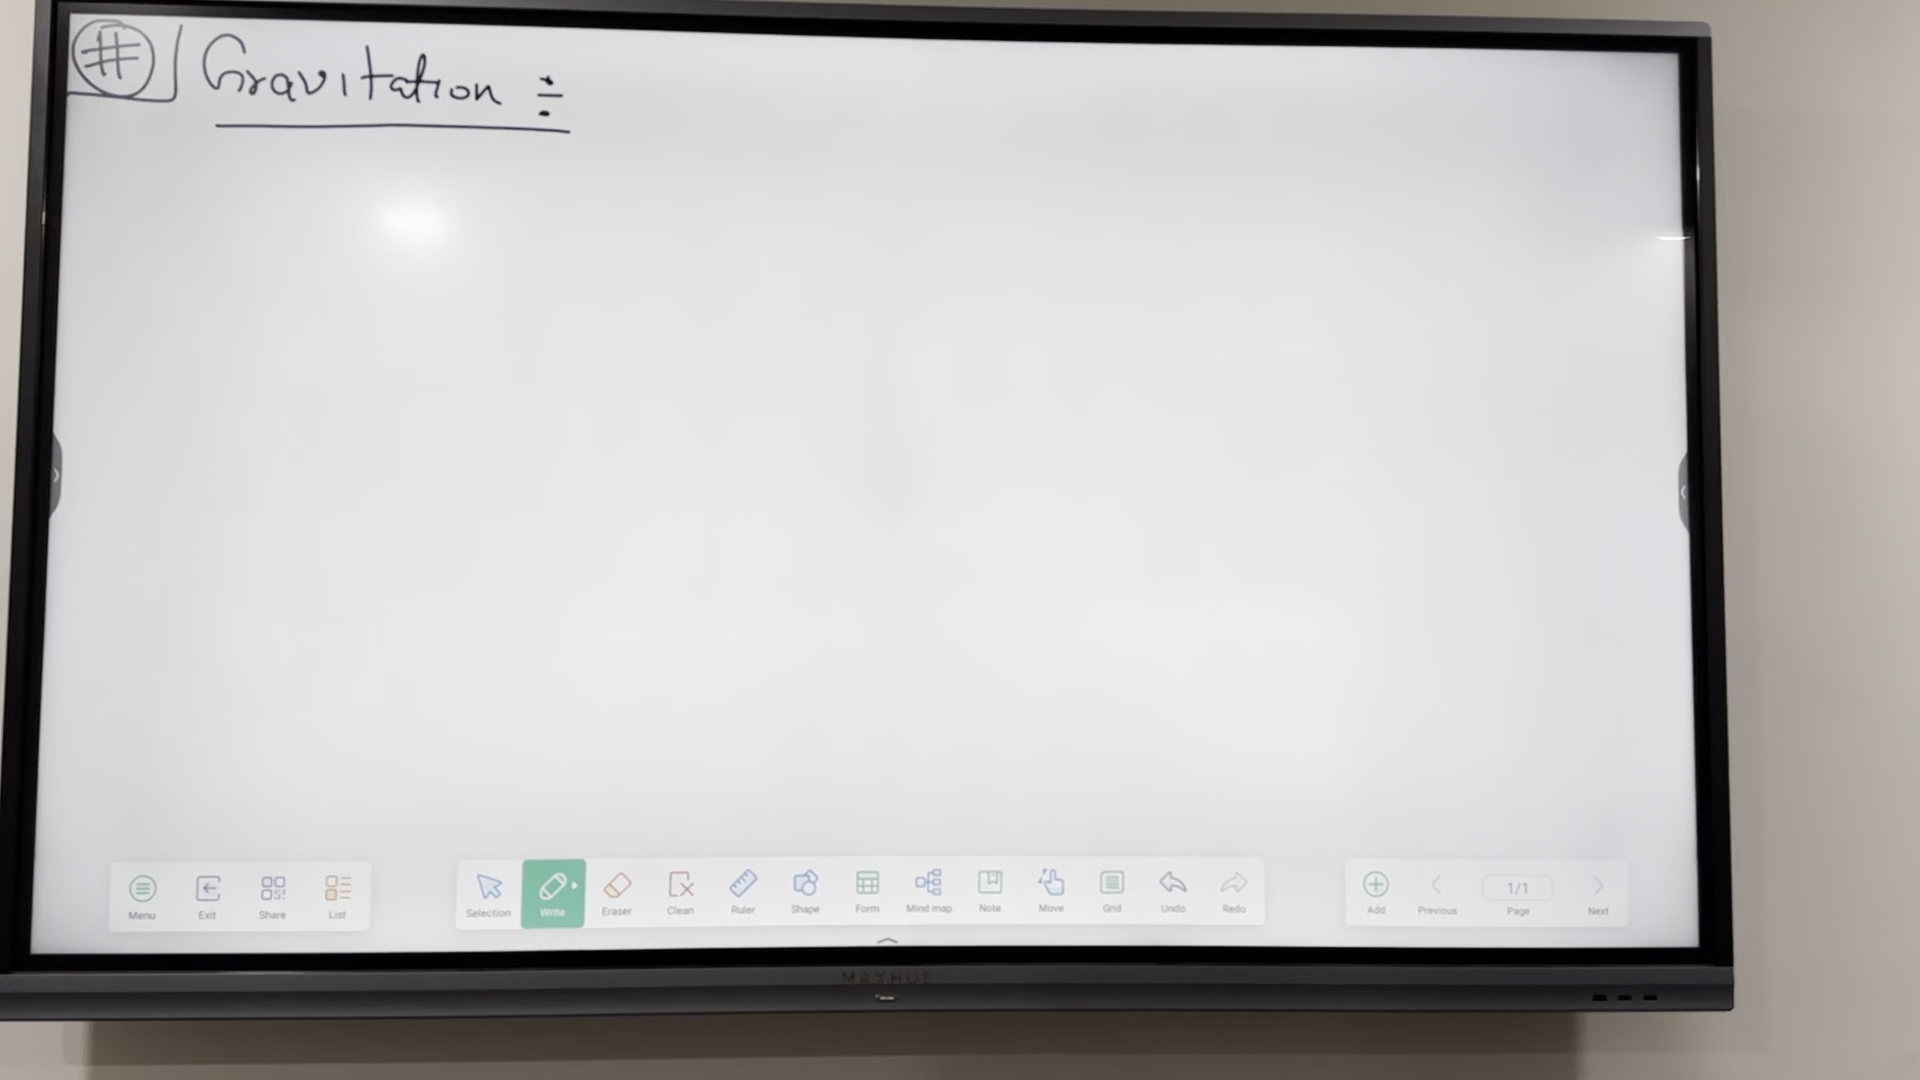 # Gravitation ÷
Menu Exit Share List Selection Write Eraser Clean Ruler Shape Form Mind map Note Move Grid Undo Redo Add Previous 1/1 Page Next
MAXHUB